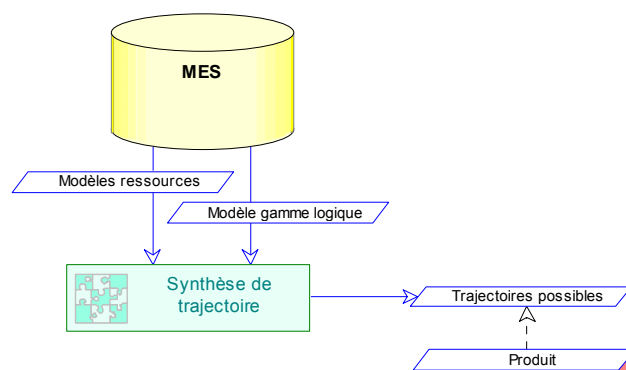 MES
Modèles ressources
Modèle gamme logique
Synthèse de
trajectoire
Trajectoires possibles
Produit